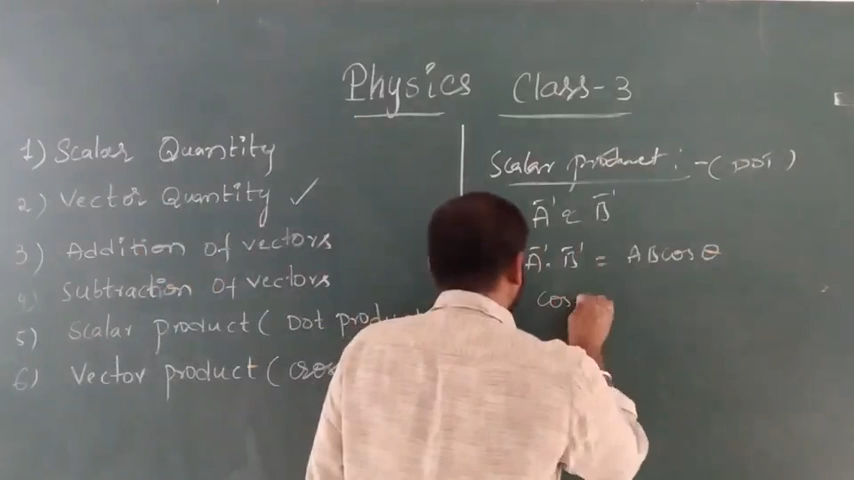 Physics Class-3
1) Scalar Quantity
2) Vector Quantity ✓
3) Addition of vectors
4) Subtraction of vectors
5) Scalar product ( Dot
6) Vector product (
Scalar product :- ( DOT )
A⃗ & B⃗
A⃗ . B⃗ = AB cos θ
cos